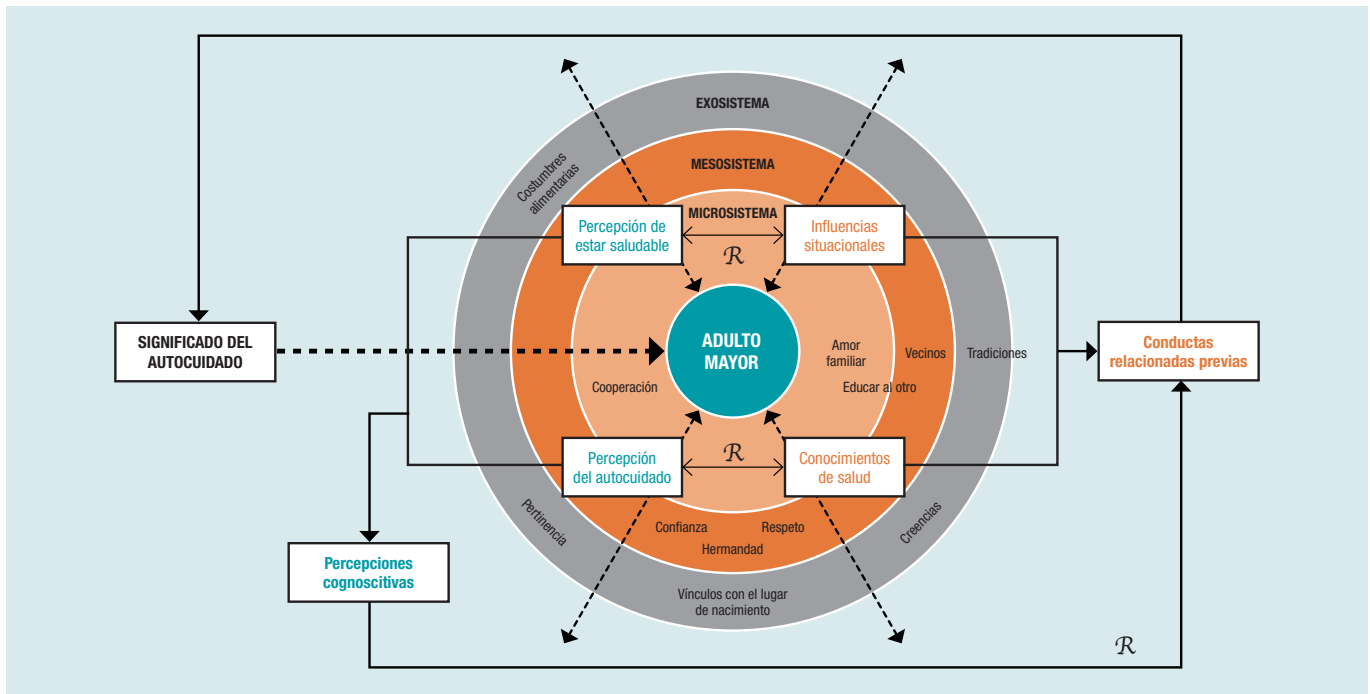 EXOSISTEMA
Costumbres
alimentarias
MESOSISTEMA
MICROSISTEMA
Percepción de
estar saludable
ℛ
Influencias
situacionales
SIGNIFICADO DEL
AUTOCUIDADO
ADULTO
MAYOR
Cooperación
Amor
familiar
Educar al otro
Vecinos
Tradiciones
Conductas
relacionadas previas
Percepción
del autocuidado
ℛ
Conocimientos
de salud
Pertinencia
Confianza
Respeto
Hermandad
Creencias
Percepciones
cognoscitivas
Vínculos con el lugar
de nacimiento
ℛ